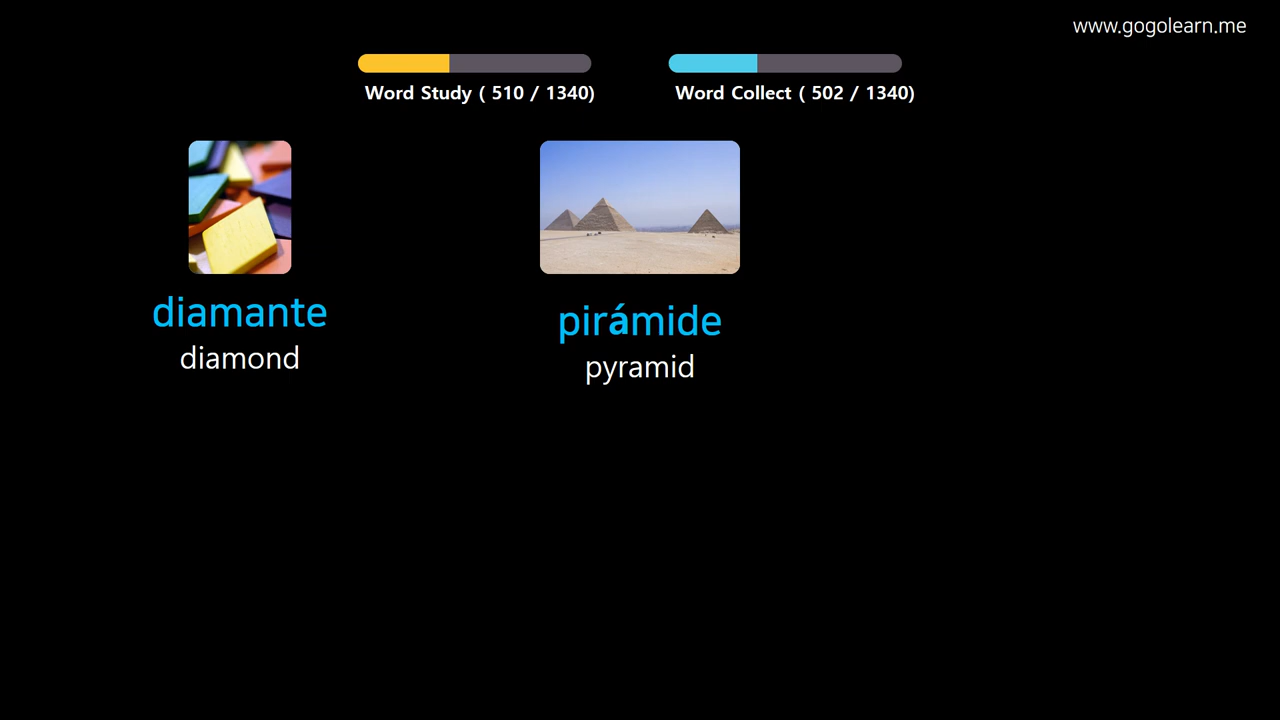 www.gogolearn.me
Word Study ( 510 / 1340)
Word Collect ( 502 / 1340)
diamante
diamond
pirámide
pyramid